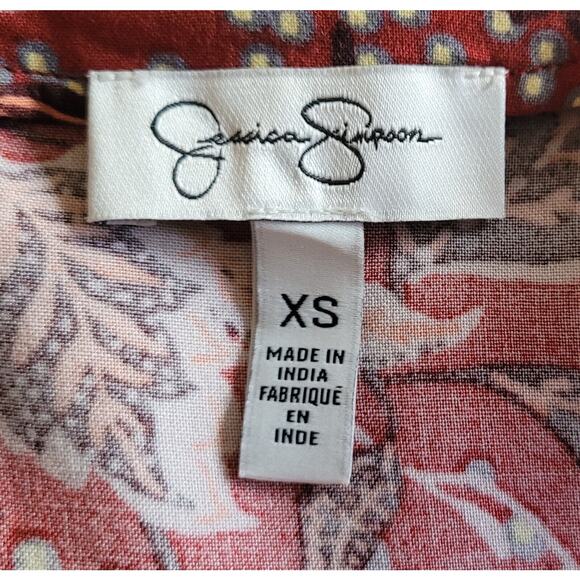 Jessica Simpson
XS
MADE IN
INDIA
FABRIQUÉ
EN
INDE